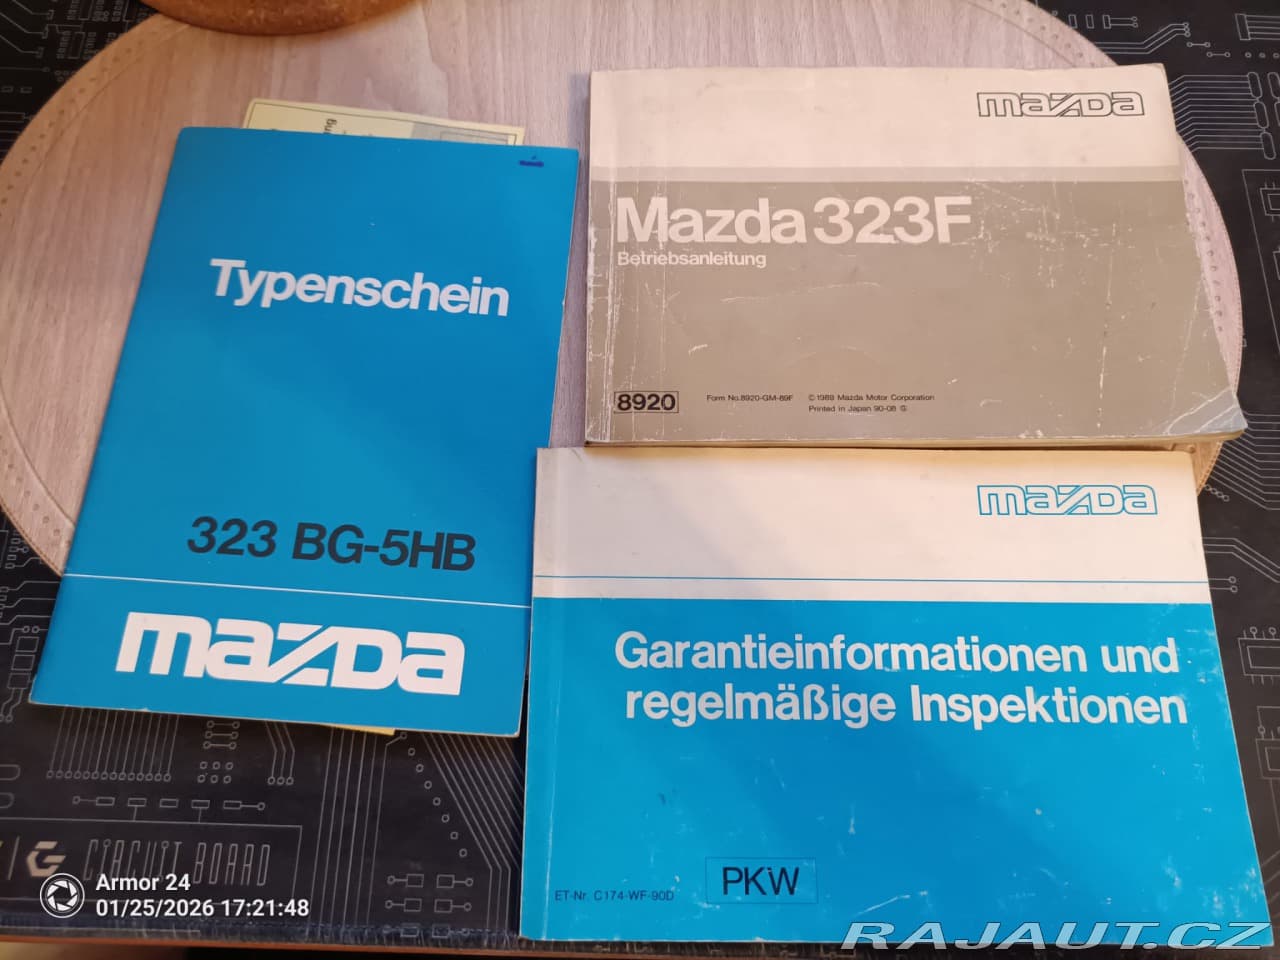 Typenschein
323 BG-5HB
mazda
mazda
Mazda 323F
Betriebsanleitung
8920
Form No.8920-GM-89F
©1989 Mazda Motor Corporation
Printed in Japan 90-08
mazda
Garantieinformationen und
regelmäßige Inspektionen
ET-Nr. C174-WF-90D
PKW
CIRCUIT BOARD
Armor 24
01/25/2026 17:21:48
RAJAUT.CZ